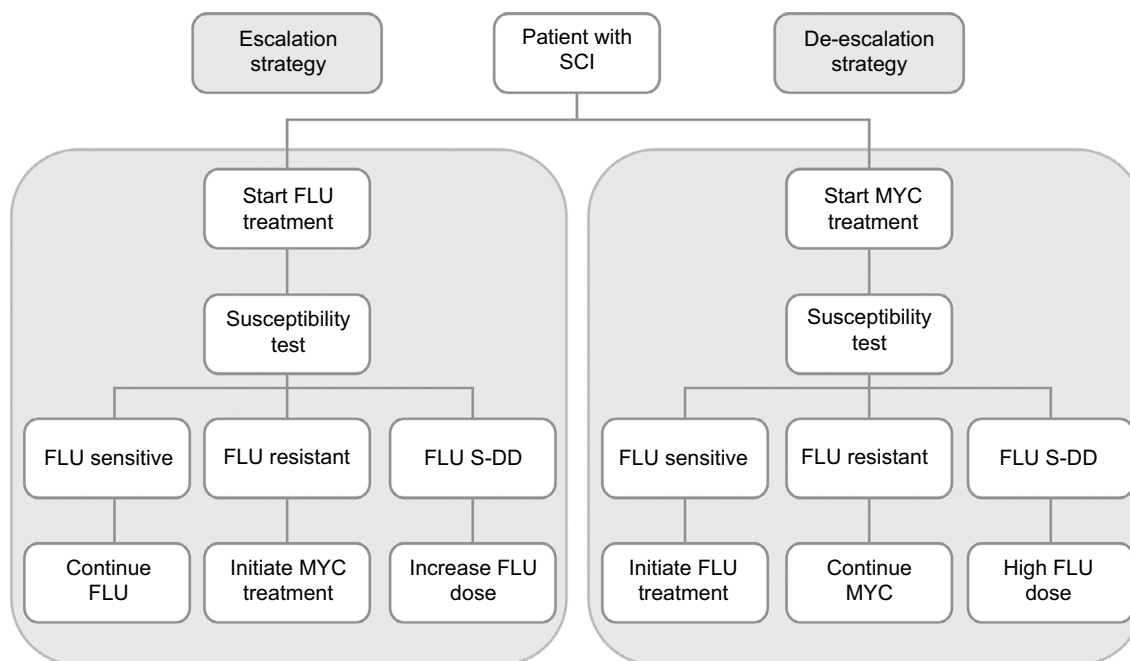 Escalation
strategy
Patient with
SCI
De-escalation
strategy
Start FLU
treatment
Susceptibility
test
FLU sensitive
FLU resistant
FLU S-DD
Continue
FLU
Initiate MYC
treatment
Increase FLU
dose
Start MYC
treatment
Susceptibility
test
FLU sensitive
FLU resistant
FLU S-DD
Initiate FLU
treatment
Continue
MYC
High FLU
dose